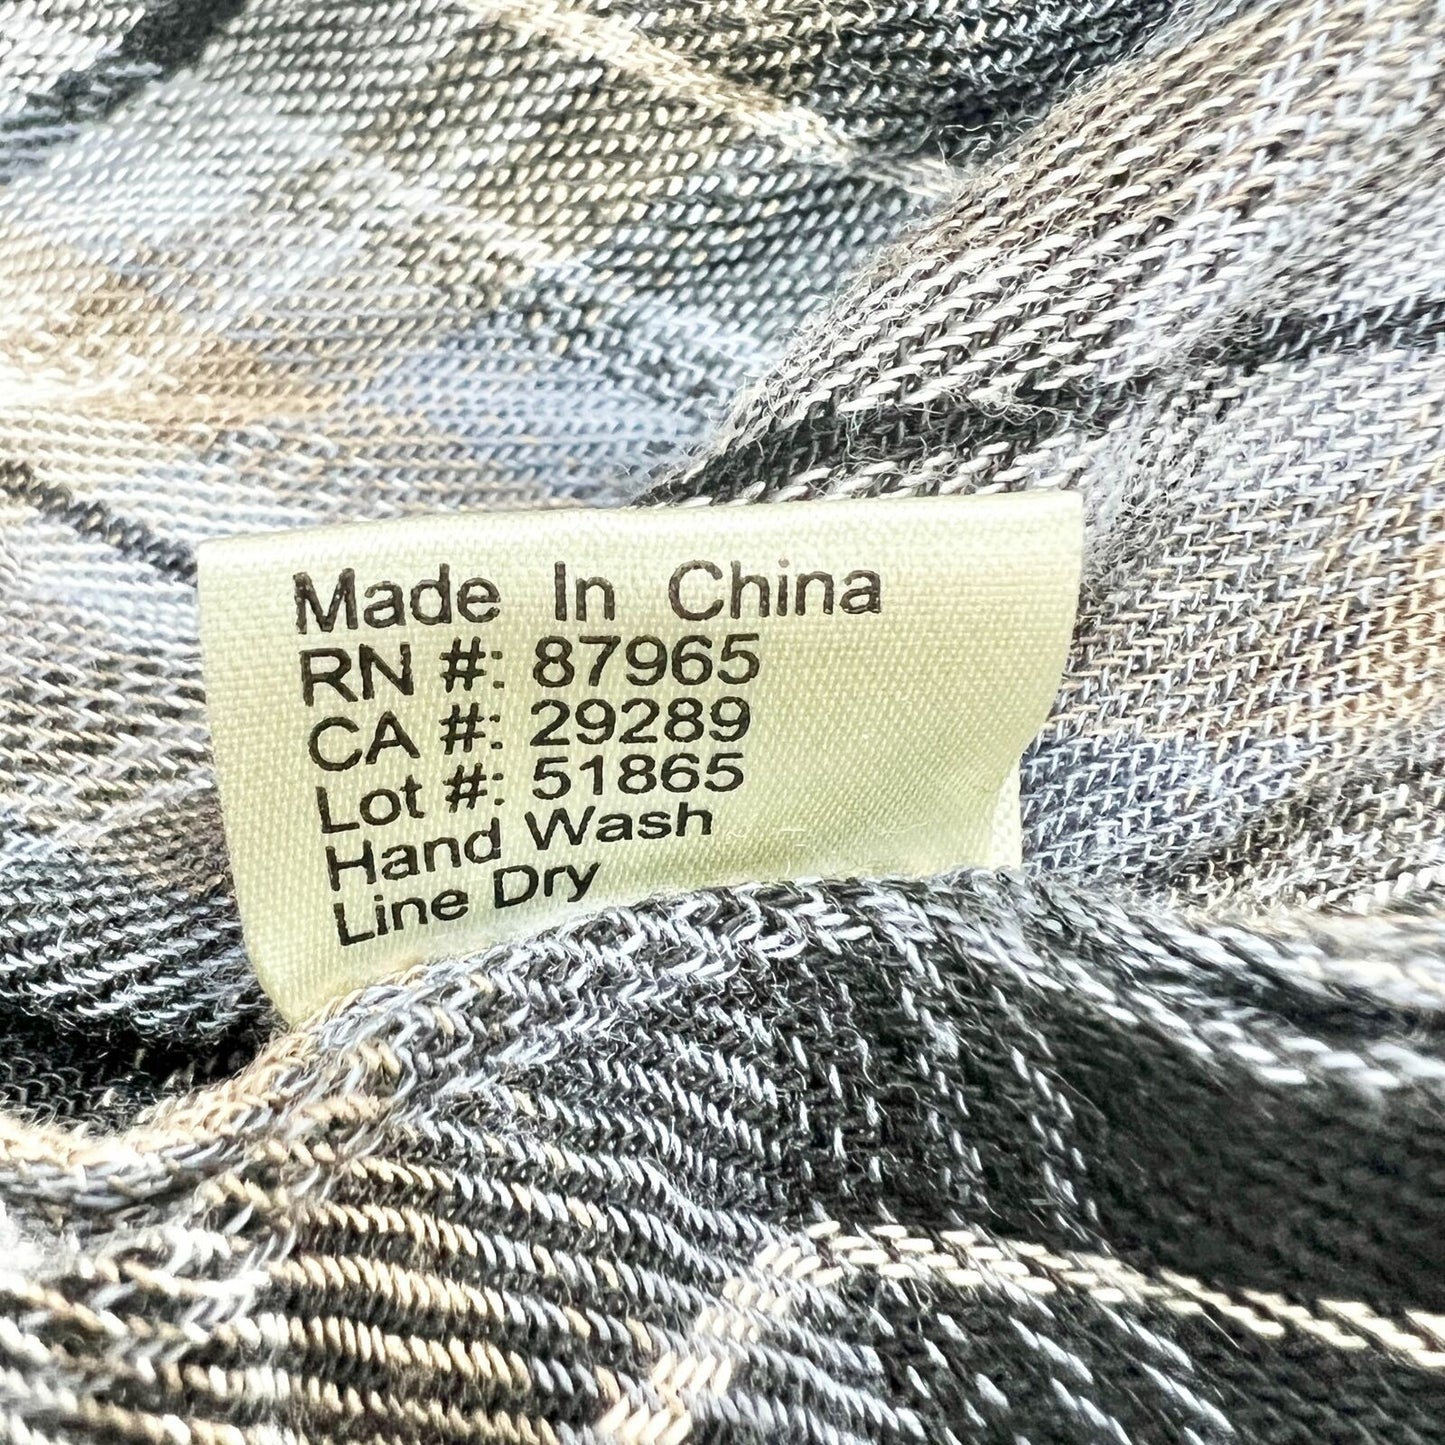 Made In China
RN #: 87965
CA #: 29289
Lot #: 51865
Hand Wash
Line Dry